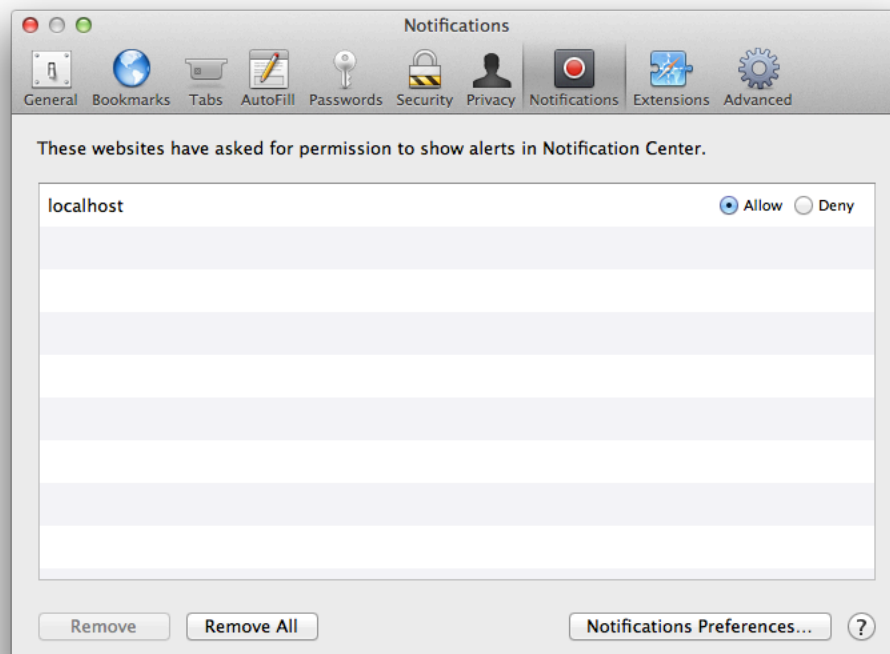 Notifications
General Bookmarks Tabs AutoFill Passwords Security Privacy Notifications Extensions Advanced
These websites have asked for permission to show alerts in Notification Center.
localhost Allow Deny
Remove Remove All Notifications Preferences... ?